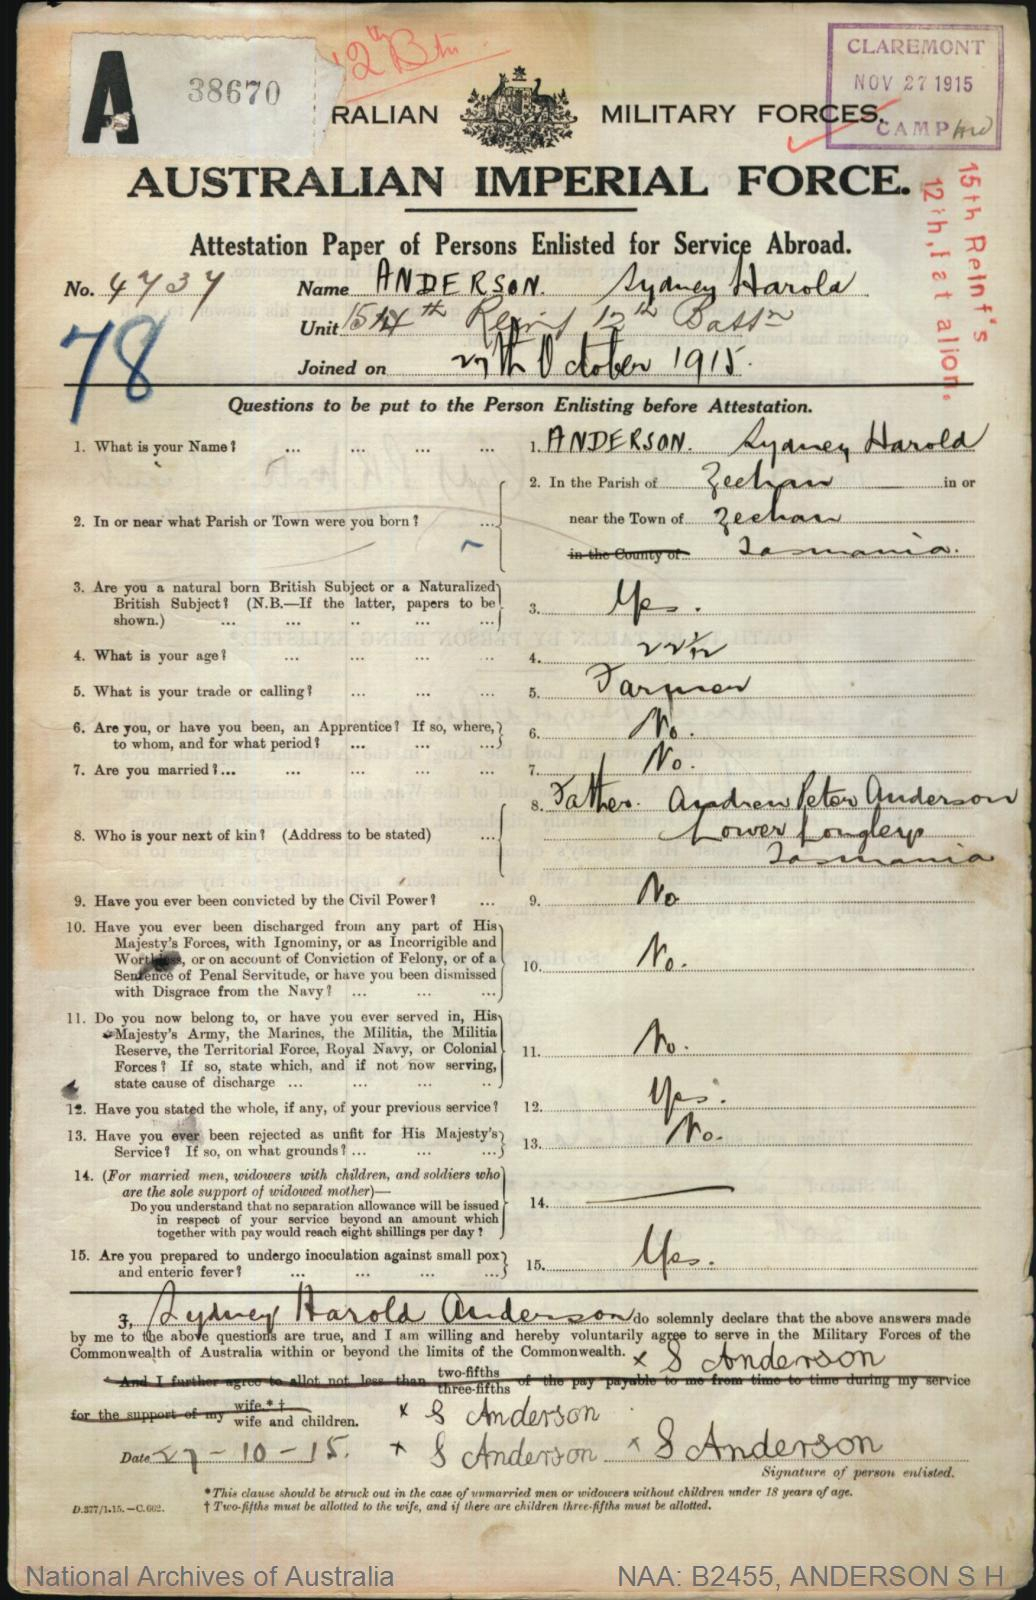 A 38670
12th Btn
CLAREMONT
NOV 27 1915
CAMP
RALIAN MILITARY FORCES.
AUSTRALIAN IMPERIAL FORCE.
15th Reinf's
12th, Battalion.
Attestation Paper of Persons Enlisted for Service Abroad.
No. 4737 Name ANDERSON. Sydney Harold
78
Unit 15th Reinf 12th Battn
Joined on 27th October 1915.
Questions to be put to the Person Enlisting before Attestation.
1. What is your Name? ... ... ... ... 1. ANDERSON. Sydney Harold
2. In or near what Parish or Town were you born? ... 2. In the Parish of Zeehan in or
near the Town of Zeehan
in the County of Tasmania.
3. Are you a natural born British Subject or a Naturalized
British Subject? (N.B.—If the latter, papers to be
shown.) ... ... .. ... ... 3. Yes.
4. What is your age? ... ... ... ... 4. 22 1/12
5. What is your trade or calling? ... ... ... 5. Farmer
6. Are you, or have you been, an Apprentice? If so, where,
to whom, and for what period? ... ... ... 6. No.
7. Are you married? ... ... ... ... ... 7. No.
8. Who is your next of kin? (Address to be stated) ... 8. Father. Andrew Peter Anderson
Lower Longley
Tasmania
9. Have you ever been convicted by the Civil Power? ... 9. No
10. Have you ever been discharged from any part of His
Majesty's Forces, with Ignominy, or as Incorrigible and
Worthless, or on account of Conviction of Felony, or of a
Sentence of Penal Servitude, or have you been dismissed
with Disgrace from the Navy? ... ... ... 10. No.
11. Do you now belong to, or have you ever served in, His
Majesty's Army, the Marines, the Militia, the Militia
Reserve, the Territorial Force, Royal Navy, or Colonial
Forces? If so, state which, and if not now serving,
state cause of discharge ... ... ... .. 11. No.
12. Have you stated the whole, if any, of your previous service? 12. Yes.
13. Have you ever been rejected as unfit for His Majesty's
Service? If so, on what grounds? ... ... ... 13. No.
14. (For married men, widowers with children, and soldiers who
are the sole support of widowed mother)—
Do you understand that no separation allowance will be issued
in respect of your service beyond an amount which
together with pay would reach eight shillings per day? 14. —
15. Are you prepared to undergo inoculation against small pox
and enteric fever? ... ... ... ... 15. Yes.
I, Sydney Harold Anderson do solemnly declare that the above answers made
by me to the above questions are true, and I am willing and hereby voluntarily agree to serve in the Military Forces of the
Commonwealth of Australia within or beyond the limits of the Commonwealth. x S Anderson
And I further agree to allot not less than two-fifths three-fifths of the pay payable to me from time to time during my service
for the support of my wife.*† wife and children. x S Anderson
Date 27-10-15. x S Anderson x S Anderson
Signature of person enlisted.
*This clause should be struck out in the case of unmarried men or widowers without children under 18 years of age.
D.377/1.15.—C.662. † Two-fifths must be allotted to the wife, and if there are children three-fifths must be allotted.
National Archives of Australia NAA: B2455, ANDERSON S H